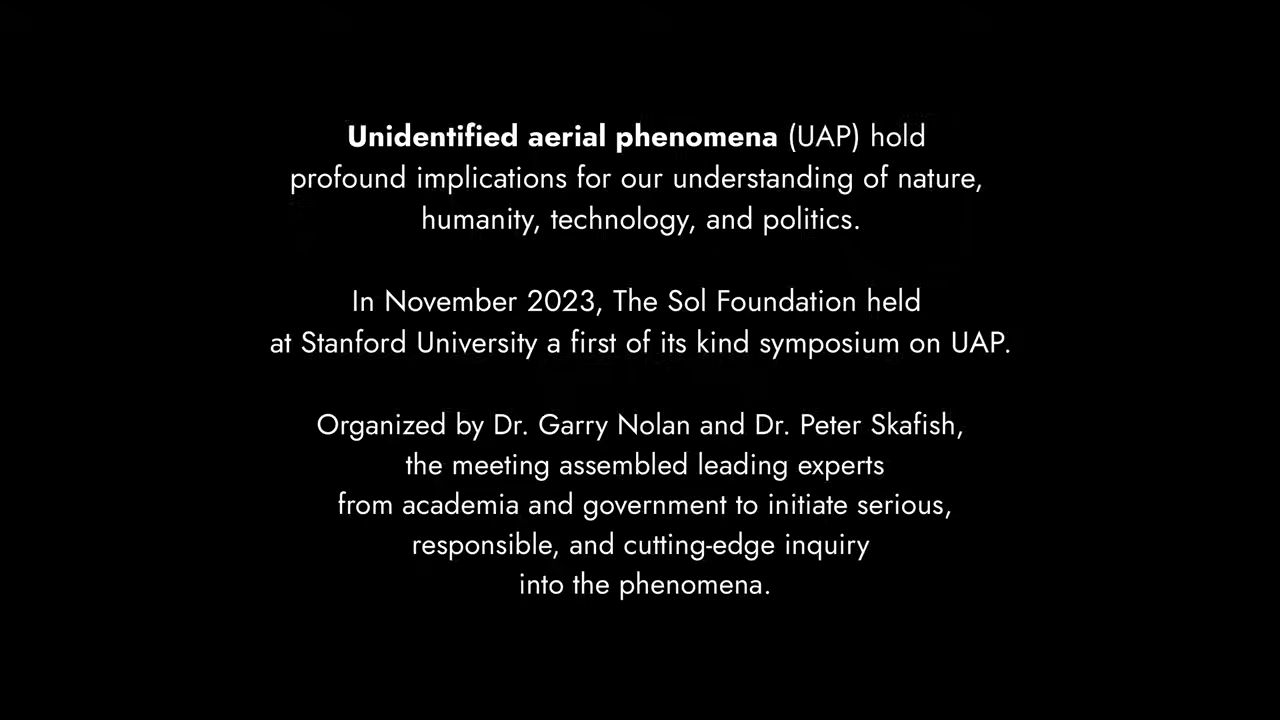 Unidentified aerial phenomena (UAP) hold
profound implications for our understanding of nature,
humanity, technology, and politics.
In November 2023, The Sol Foundation held
at Stanford University a first of its kind symposium on UAP.
Organized by Dr. Garry Nolan and Dr. Peter Skafish,
the meeting assembled leading experts
from academia and government to initiate serious,
responsible, and cutting-edge inquiry
into the phenomena.